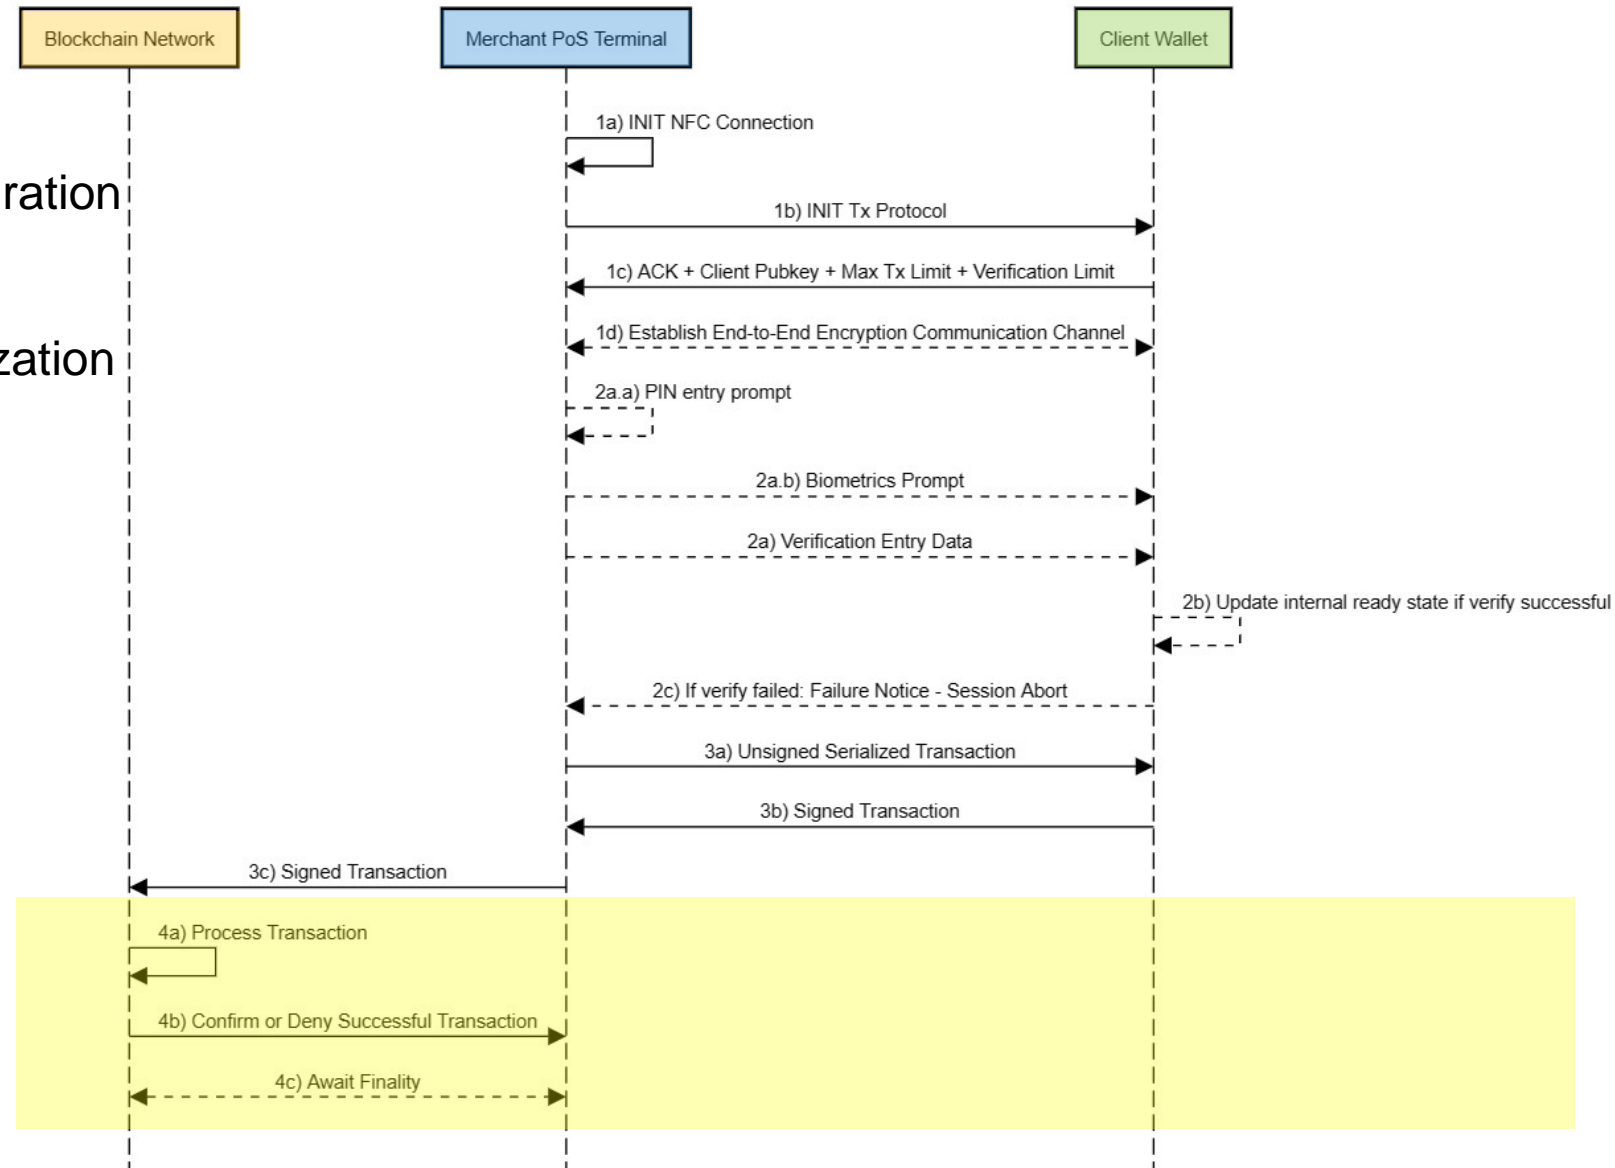 Blockchain Network
Merchant PoS Terminal
Client Wallet
1a) INIT NFC Connection
ration
1b) INIT Tx Protocol
1c) ACK + Client Pubkey + Max Tx Limit + Verification Limit
1d) Establish End-to-End Encryption Communication Channel
zation
2a.a) PIN entry prompt
2a.b) Biometrics Prompt
2a) Verification Entry Data
2b) Update internal ready state if verify successful
2c) If verify failed: Failure Notice - Session Abort
3a) Unsigned Serialized Transaction
3b) Signed Transaction
3c) Signed Transaction
4a) Process Transaction
4b) Confirm or Deny Successful Transaction
4c) Await Finality